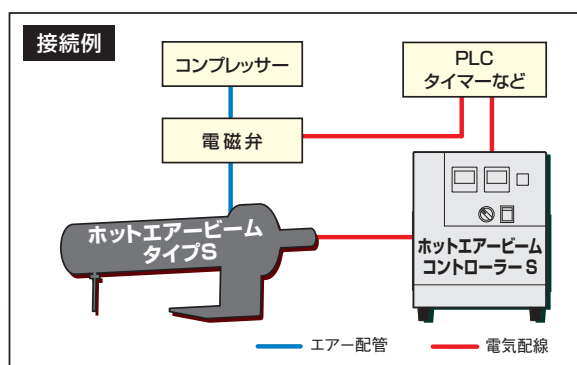 接続例
コンプレッサー
PLC
タイマーなど
電磁弁
ホットエアービーム
タイプS
ホットエアービーム
コントローラーS
エアー配管
電気配線